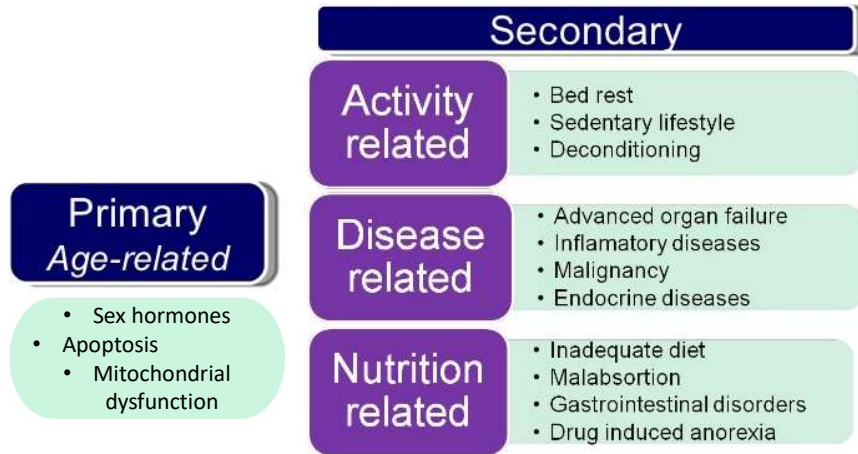 Primary
Age-related
• Sex hormones
• Apoptosis
• Mitochondrial
dysfunction
Secondary
Activity
related
• Bed rest
• Sedentary lifestyle
• Deconditioning
Disease
related
• Advanced organ failure
• Inflamatory diseases
• Malignancy
• Endocrine diseases
Nutrition
related
• Inadequate diet
• Malabsortion
• Gastrointestinal disorders
• Drug induced anorexia